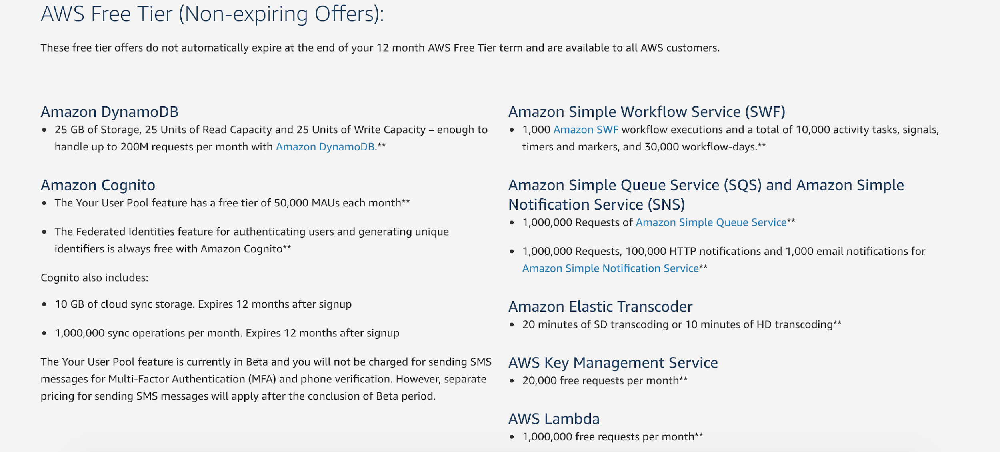 AWS Free Tier (Non-expiring Offers):
These free tier offers do not automatically expire at the end of your 12 month AWS Free Tier term and are available to all AWS customers.
Amazon DynamoDB
• 25 GB of Storage, 25 Units of Read Capacity and 25 Units of Write Capacity – enough to
handle up to 200M requests per month with Amazon DynamoDB.**
Amazon Cognito
• The Your User Pool feature has a free tier of 50,000 MAUs each month**
• The Federated Identities feature for authenticating users and generating unique
identifiers is always free with Amazon Cognito**
Cognito also includes:
• 10 GB of cloud sync storage. Expires 12 months after signup
• 1,000,000 sync operations per month. Expires 12 months after signup
The Your User Pool feature is currently in Beta and you will not be charged for sending SMS
messages for Multi-Factor Authentication (MFA) and phone verification. However, separate
pricing for sending SMS messages will apply after the conclusion of Beta period.
Amazon Simple Workflow Service (SWF)
• 1,000 Amazon SWF workflow executions and a total of 10,000 activity tasks, signals,
timers and markers, and 30,000 workflow-days.**
Amazon Simple Queue Service (SQS) and Amazon Simple
Notification Service (SNS)
• 1,000,000 Requests of Amazon Simple Queue Service**
• 1,000,000 Requests, 100,000 HTTP notifications and 1,000 email notifications for
Amazon Simple Notification Service**
Amazon Elastic Transcoder
• 20 minutes of SD transcoding or 10 minutes of HD transcoding**
AWS Key Management Service
• 20,000 free requests per month**
AWS Lambda
• 1,000,000 free requests per month**